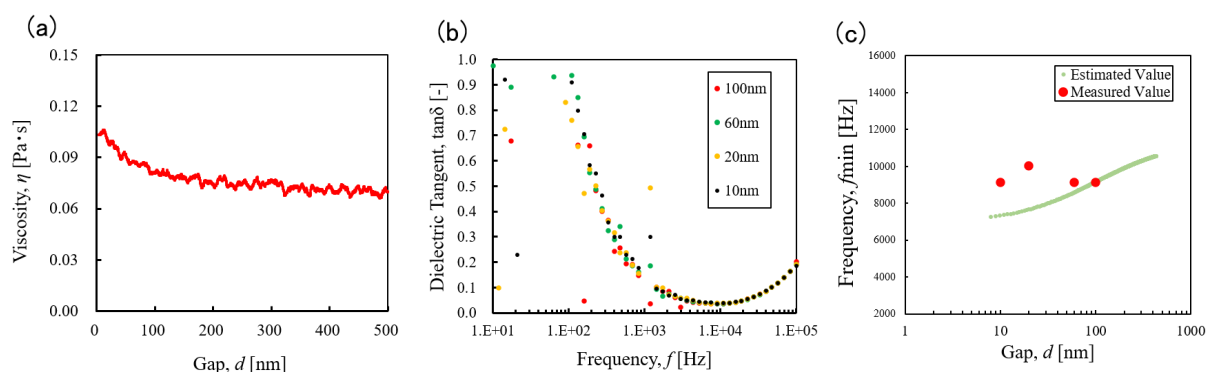 (a)
0.15
0.12
0.09
0.06
0.03
0.00
Viscosity, η [Pa・s]
0
100
200
300
400
500
Gap, d [nm]
(b)
1.0
0.9
0.8
0.7
0.6
0.5
0.4
0.3
0.2
0.1
0.0
Dielectric Tangent, tanδ [-]
100nm
60nm
20nm
10nm
1.E+01
1.E+02
1.E+03
1.E+04
1.E+05
Frequency, f [Hz]
(c)
16000
14000
12000
10000
8000
6000
4000
2000
Frequency, fmin [Hz]
Estimated Value
Measured Value
1
10
100
1000
Gap, d [nm]